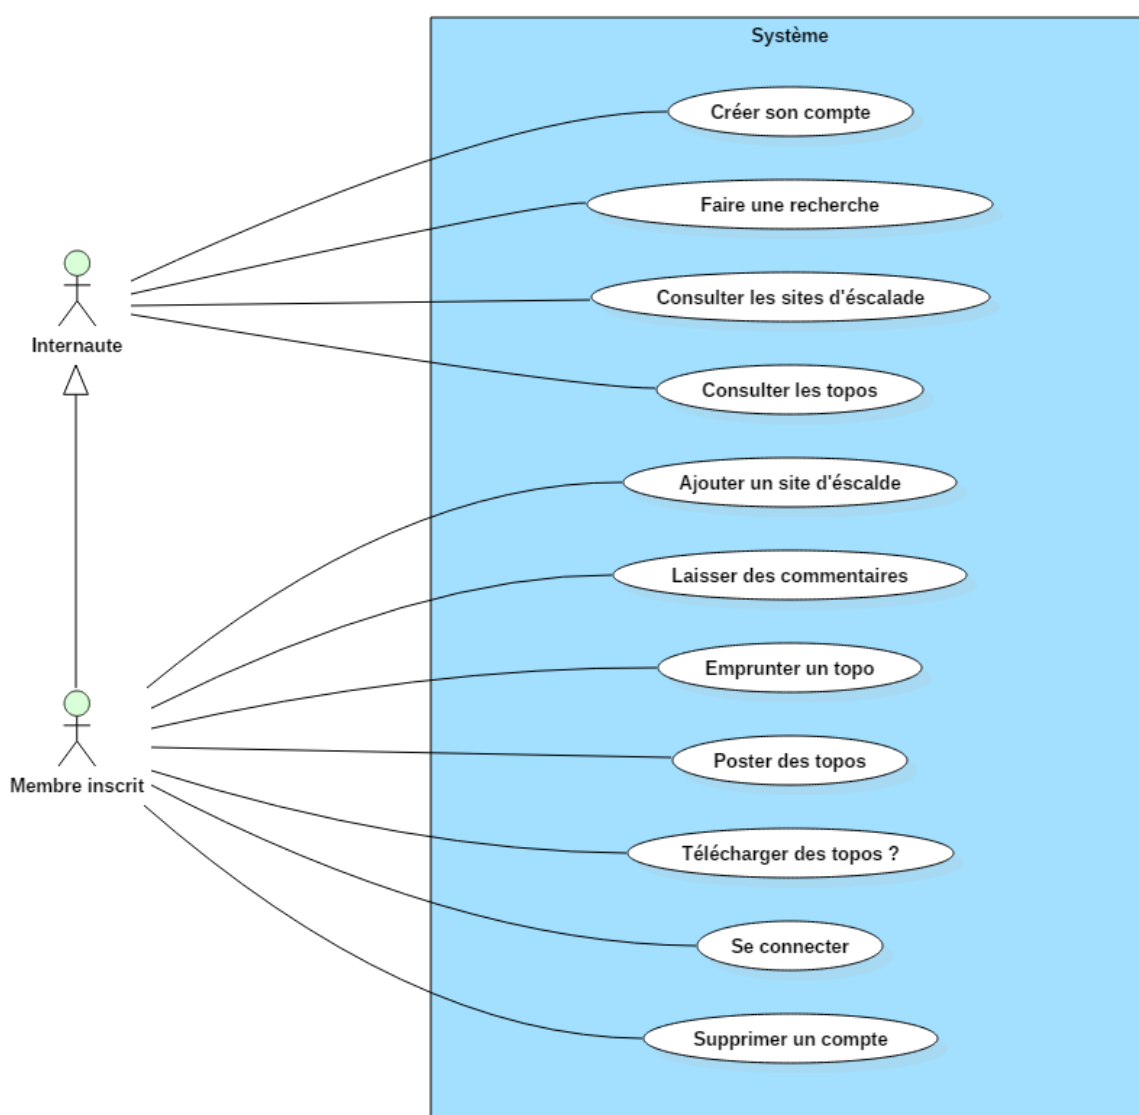 Système
Créer son compte
Faire une recherche
Consulter les sites d'éscalade
Internaute
Consulter les topos
Ajouter un site d'éscalde
Laisser des commentaires
Emprunter un topo
Poster des topos
Membre inscrit
Télécharger des topos ?
Se connecter
Supprimer un compte